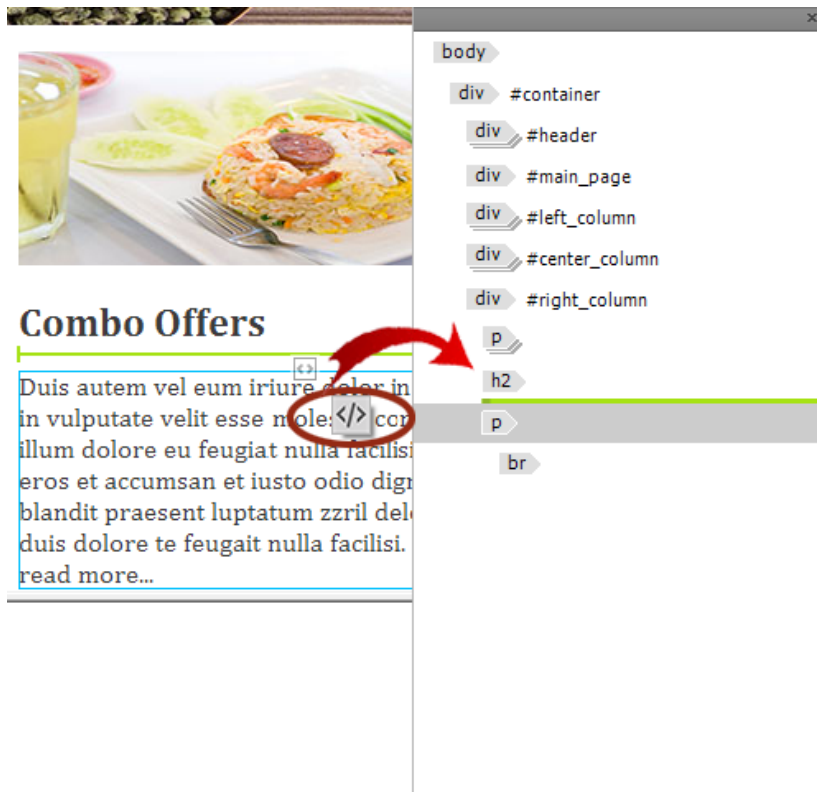 body
div #container
div #header
div #main_page
div #left_column
div #center_column
div #right_column
p
h2
p
br
Combo Offers
Duis autem vel eum iriure dolor in
in vulputate velit esse
</> 
illum dolore eu feugiat nulla facilisi
eros et accumsan et iusto odio
blandit praesent luptatum zzril
duis dolore te feugait nulla facilisi.
read more...